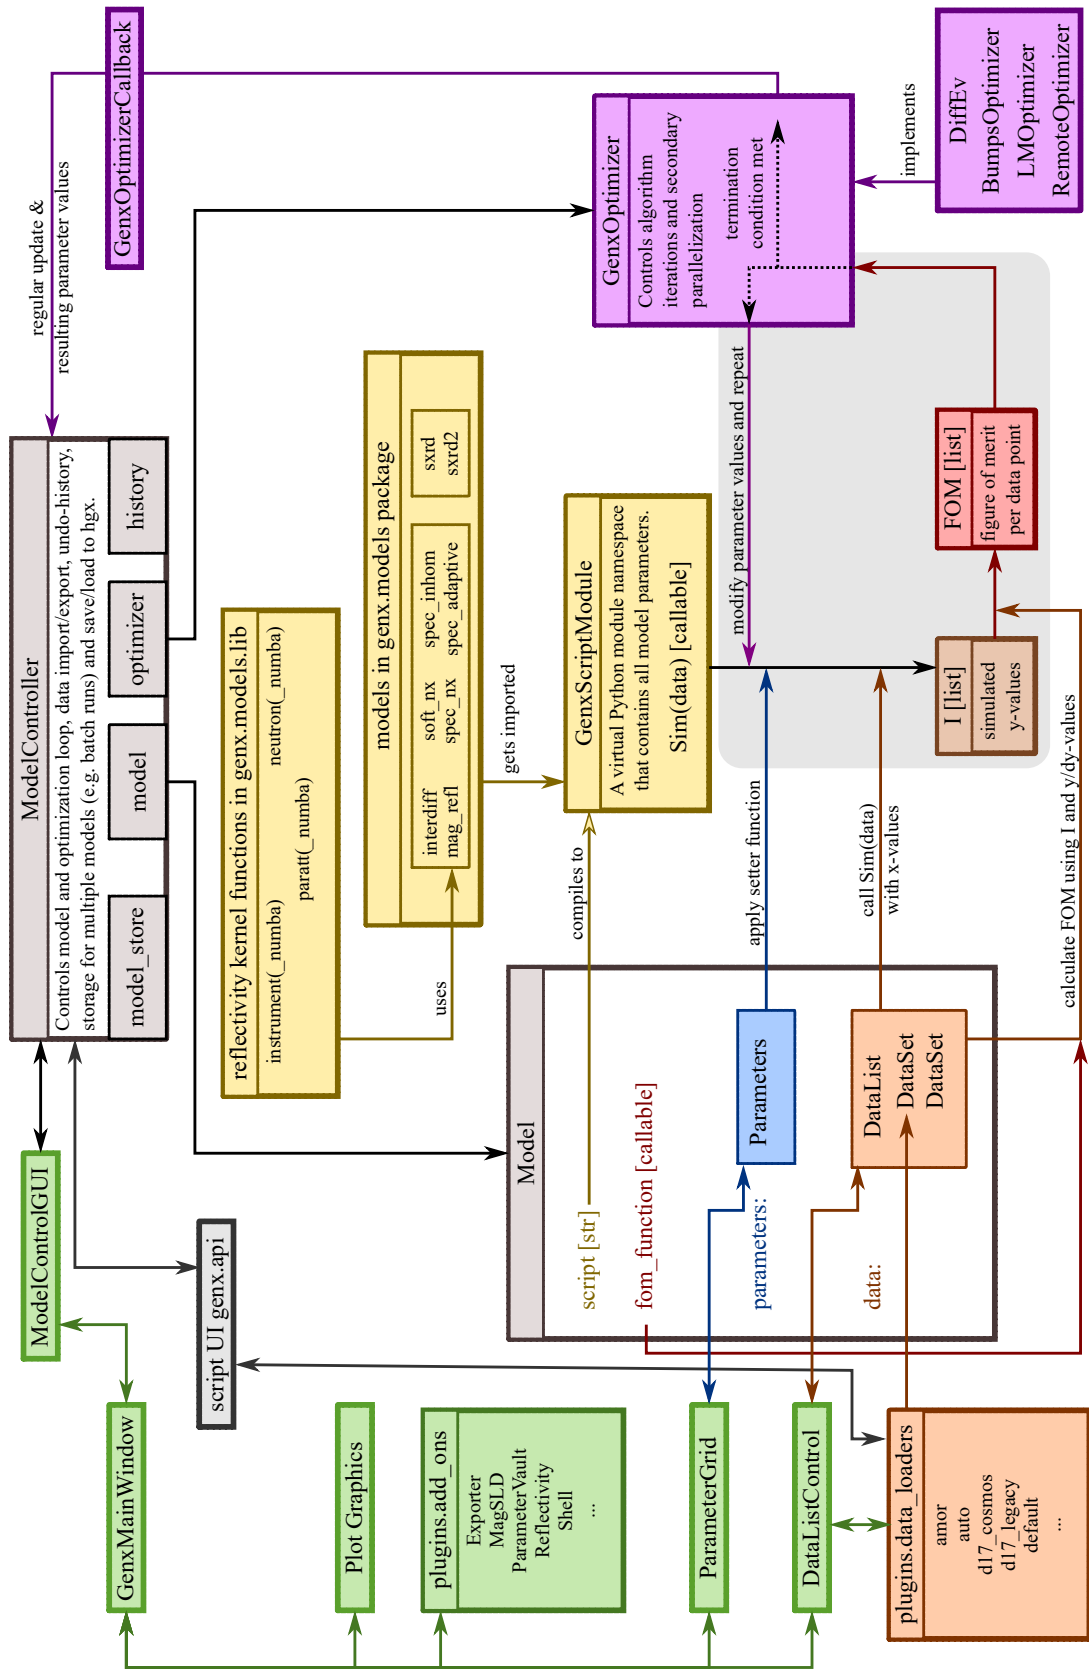 GenxMainWindow
ModelControlGUI
ModelController
Controls model and optimization loop, data import/export, undo-history,
storage for multiple models (e.g. batch runs) and save/load to hgx.
model_store
model
optimizer
history
regular update &
resulting parameter values
GenxOptimizerCallback
script UI genx.api
reflectivity kernel functions in genx.models.lib
instrument(_numba)
neutron(_numba)
paratt(_numba)
uses
models in genx.models package
interdiff
mag_refl
soft_nx
spec_nx
spec_inhom
spec_adaptive
sxrd
sxrd2
gets imported
Plot Graphics
plugins.add_ons
Exporter
MagSLD
ParameterVault
Reflectivity
Shell
...
Model
script [str]
compiles to
GenxScriptModule
A virtual Python module namespace
that contains all model parameters.
Sim(data) [callable]
GenxOptimizer
Controls algorithm
iterations and secondary
parallelization
termination
condition met
fom_function [callable]
ParameterGrid
parameters:
Parameters
apply setter function
modify parameter values and repeat
DataListControl
data:
DataList
DataSet
DataSet
call Sim(data)
with x-values
implements
plugins.data_loaders
amor
auto
d17_cosmos
d17_legacy
default
...
I [list]
simulated
y-values
FOM [list]
figure of merit
per data point
DiffEv
BumpsOptimizer
LMOptimizer
RemoteOptimizer
calculate FOM using I and y/dy-values